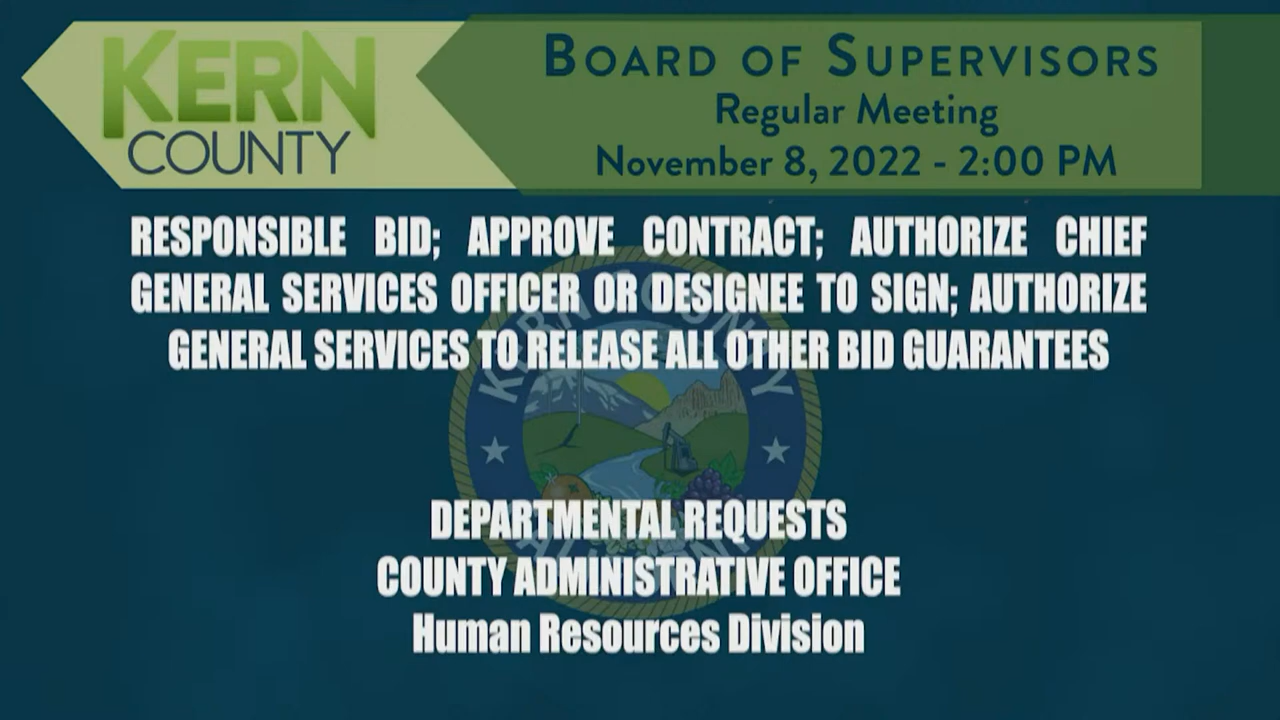 KERN
COUNTY
BOARD OF SUPERVISORS
Regular Meeting
November 8, 2022 - 2:00 PM
RESPONSIBLE BID; APPROVE CONTRACT; AUTHORIZE CHIEF
GENERAL SERVICES OFFICER OR DESIGNEE TO SIGN; AUTHORIZE
GENERAL SERVICES TO RELEASE ALL OTHER BID GUARANTEES
KERN COUNTY
DEPARTMENTAL REQUESTS
COUNTY ADMINISTRATIVE OFFICE
Human Resources Division